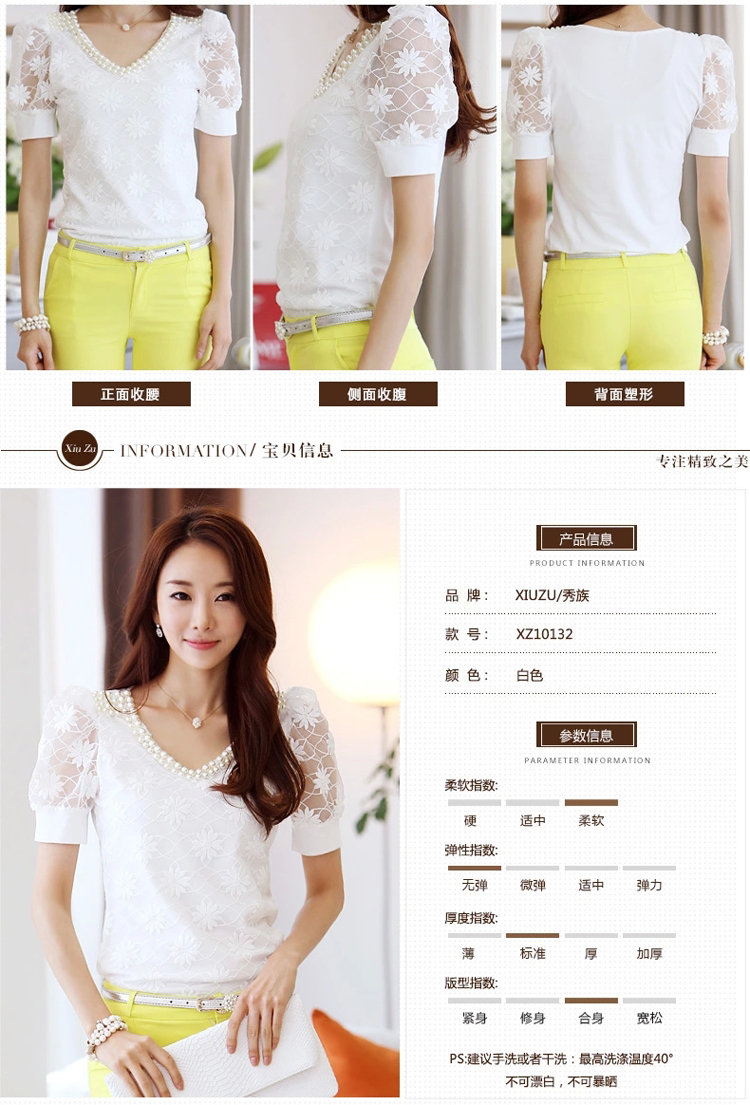 正面收腰
侧面收腹
背面塑形
Xiu Zu
INFORMATION/ 宝贝信息
专注精致之美
产品信息
PRODUCT INFORMATION
品 牌: XIUZU/秀族
款 号: XZ10132
颜 色: 白色
参数信息
PARAMETER INFORMATION
柔软指数:
硬 适中 柔软
弹性指数:
无弹 微弹 适中 弹力
厚度指数:
薄 标准 厚 加厚
版型指数:
紧身 修身 合身 宽松
PS:建议手洗或者干洗：最高洗涤温度40°
不可漂白，不可暴晒